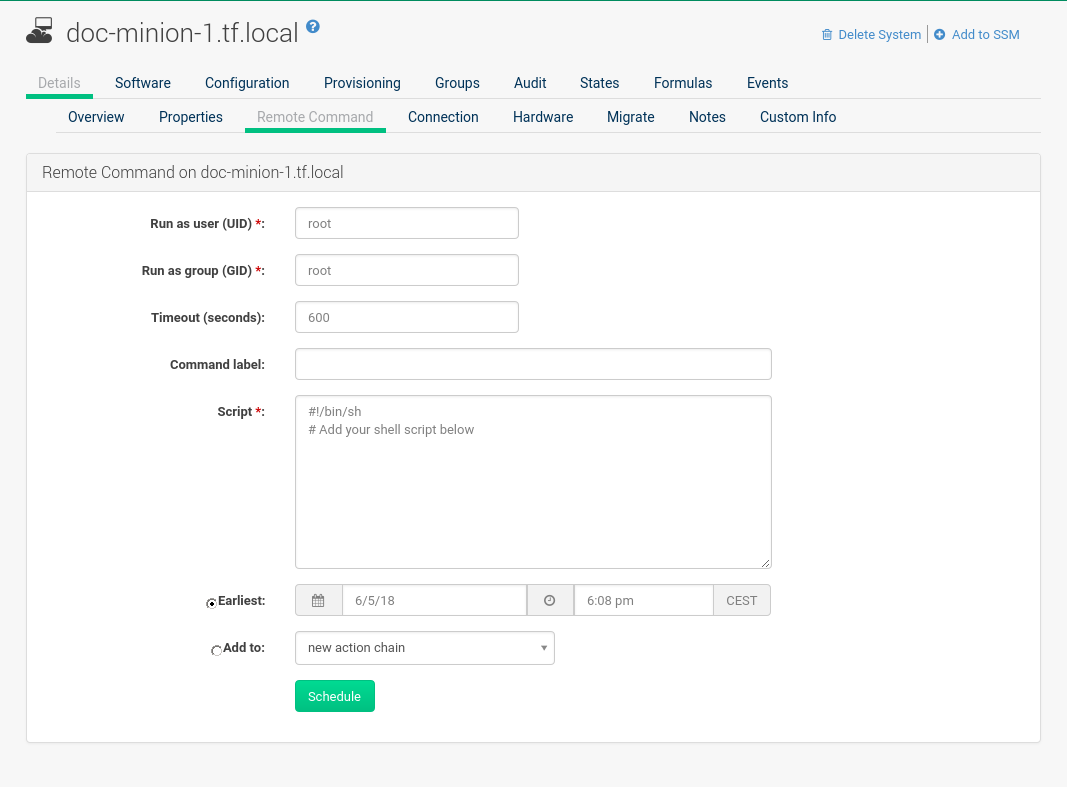 doc-minion-1.tf.local ?
Delete System | Add to SSM
Details Software Configuration Provisioning Groups Audit States Formulas Events
Overview Properties Remote Command Connection Hardware Migrate Notes Custom Info
Remote Command on doc-minion-1.tf.local
Run as user (UID) *: root
Run as group (GID) *: root
Timeout (seconds): 600
Command label:
Script *: #!/bin/sh
# Add your shell script below
Earliest: 6/5/18 6:08 pm CEST
Add to: new action chain
Schedule